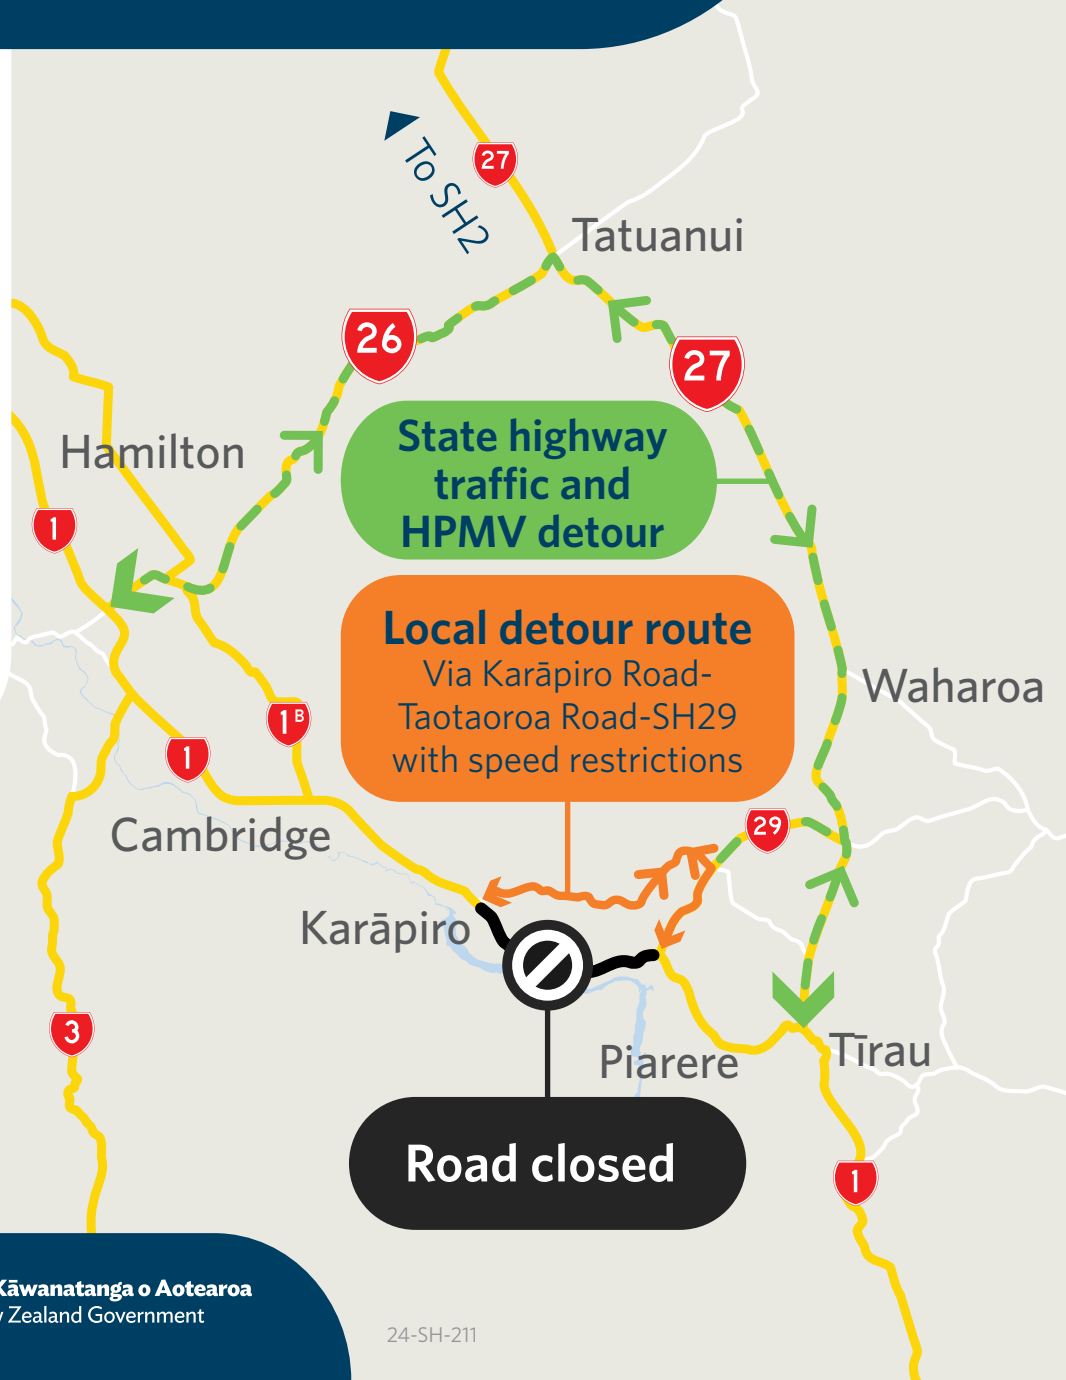 27
To SH2
Tatuanui
26
27
State highway
traffic and
HPMV detour
Hamilton
1
Local detour route
Via Karāpiro Road-
Taotaoroa Road-SH29
with speed restrictions
Waharoa
1B
1
29
Cambridge
Karāpiro
3
Piarere
Tīrau
Road closed
1
Kāwanatanga o Aotearoa
Zealand Government
24-SH-211